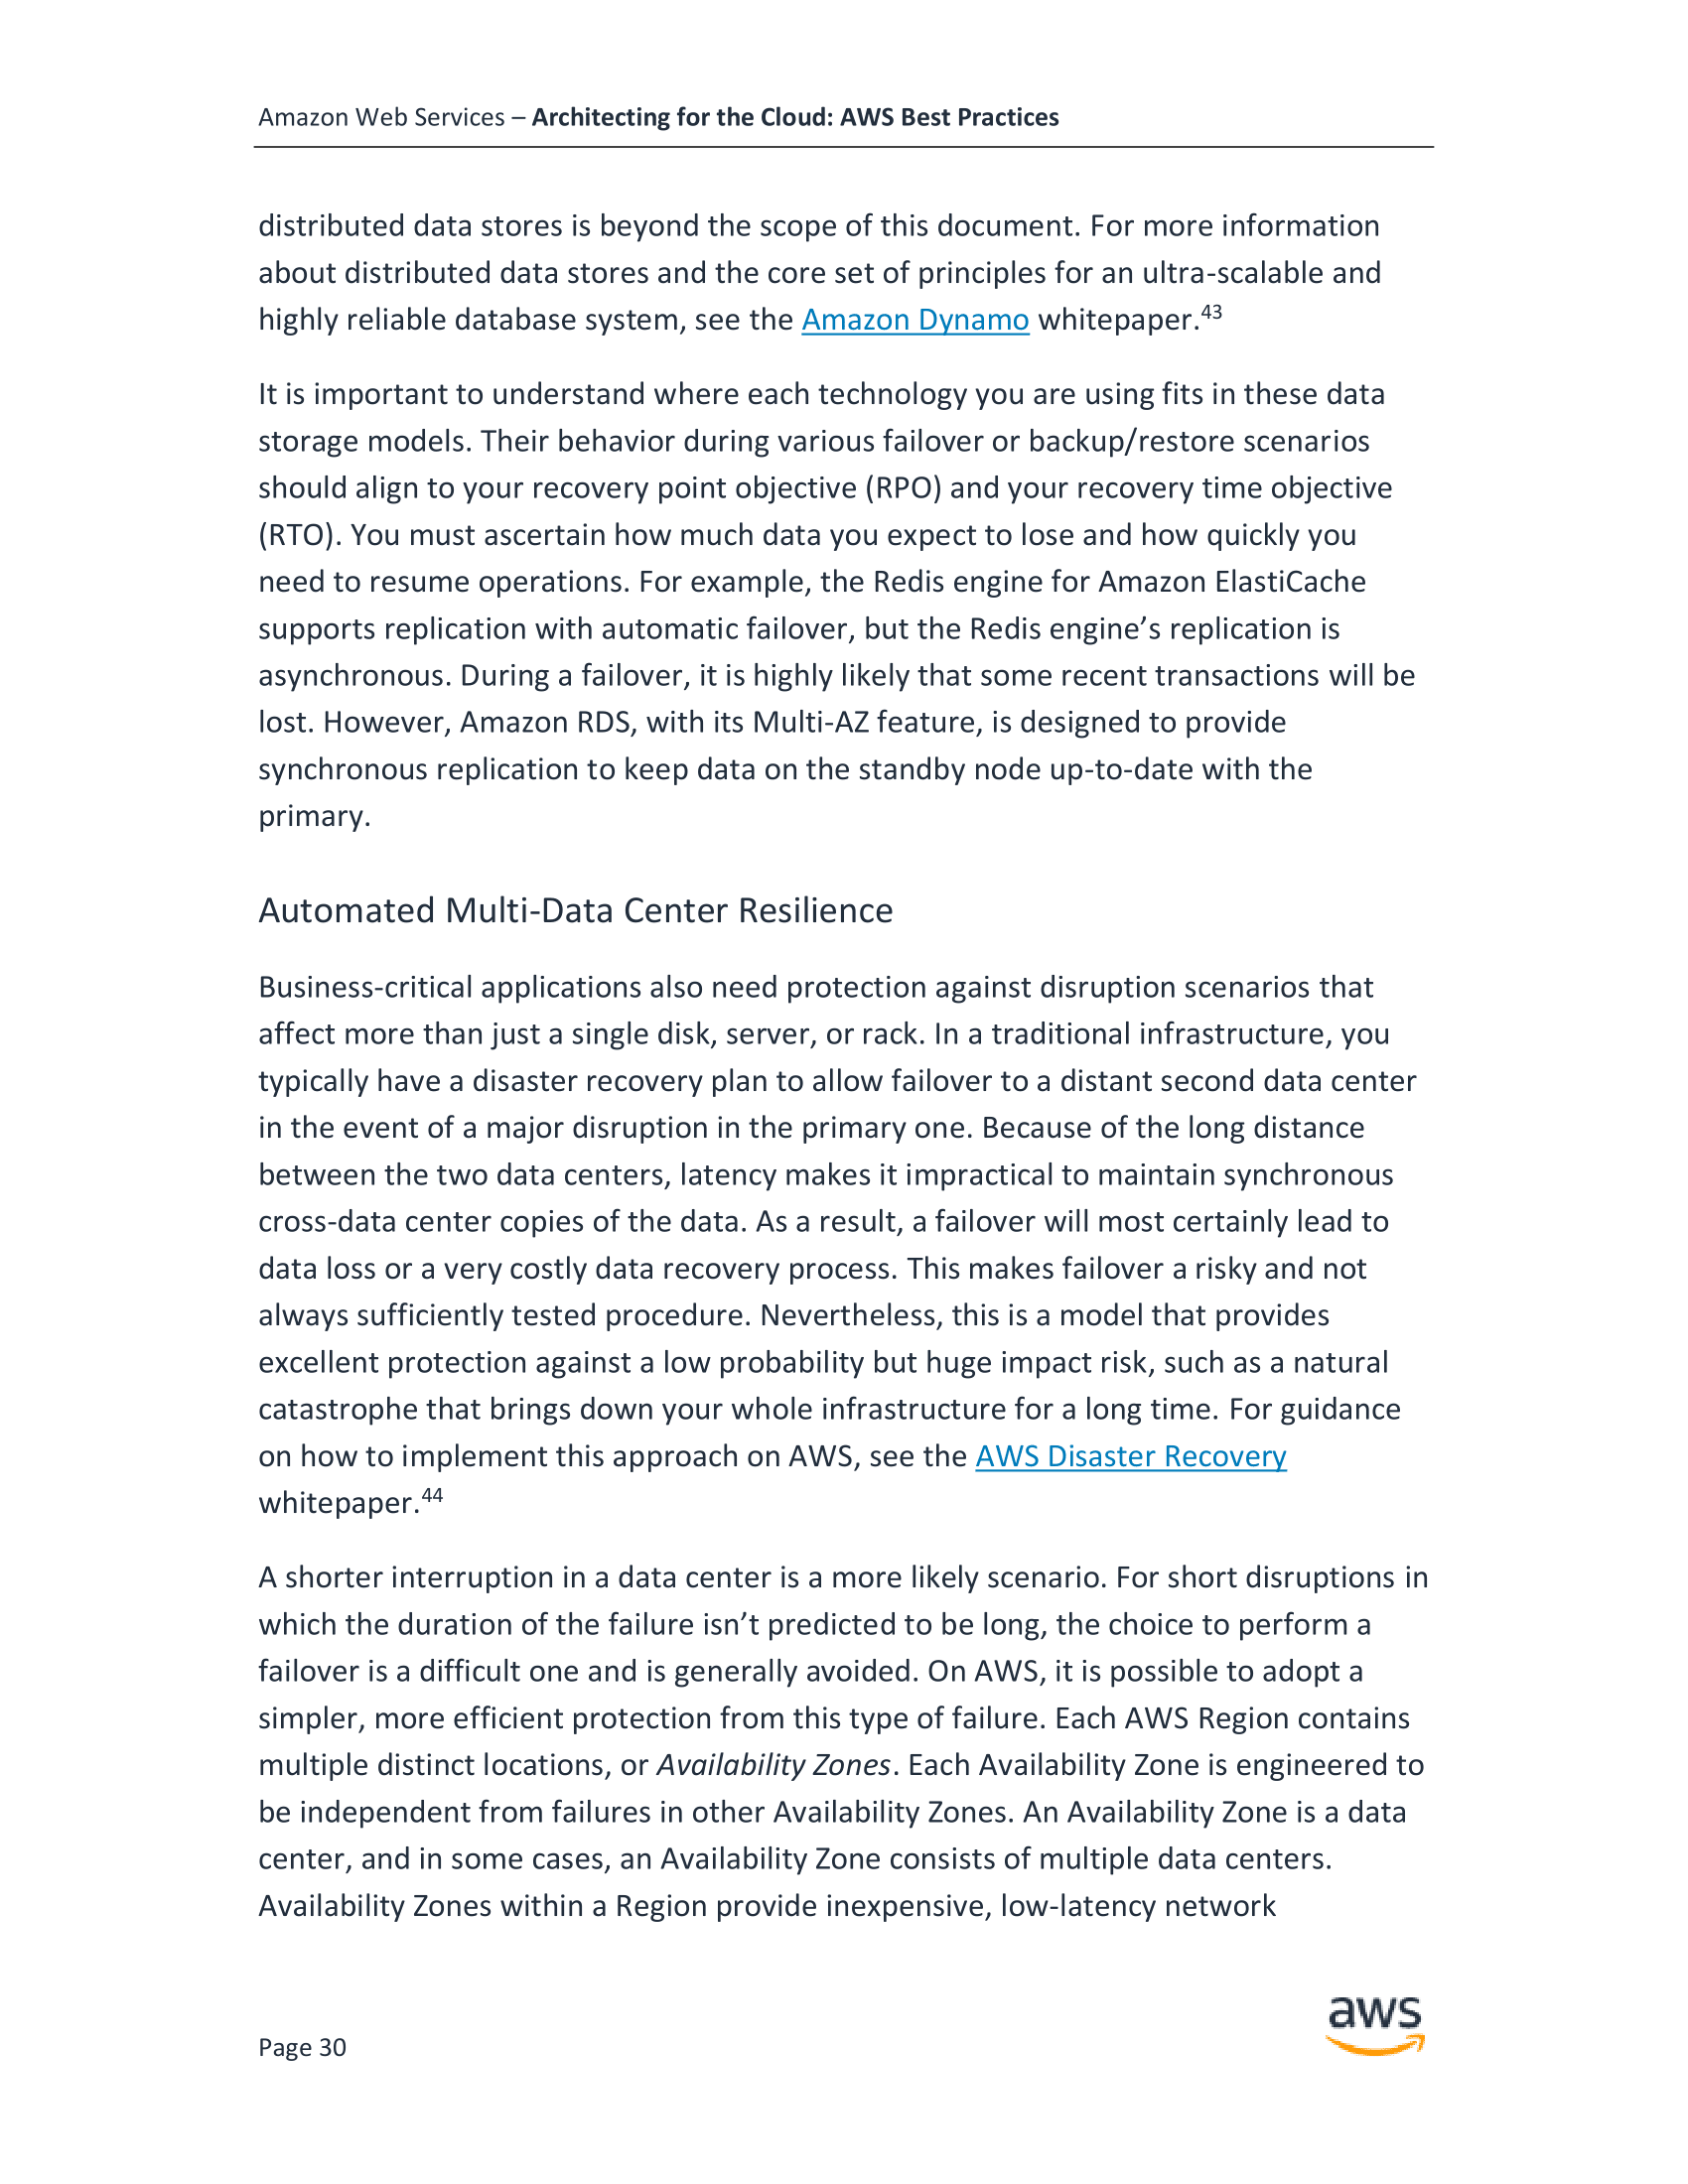 Amazon Web Services – Architecting for the Cloud: AWS Best Practices
distributed data stores is beyond the scope of this document. For more information
about distributed data stores and the core set of principles for an ultra-scalable and
highly reliable database system, see the Amazon Dynamo whitepaper.43
It is important to understand where each technology you are using fits in these data
storage models. Their behavior during various failover or backup/restore scenarios
should align to your recovery point objective (RPO) and your recovery time objective
(RTO). You must ascertain how much data you expect to lose and how quickly you
need to resume operations. For example, the Redis engine for Amazon ElastiCache
supports replication with automatic failover, but the Redis engine’s replication is
asynchronous. During a failover, it is highly likely that some recent transactions will be
lost. However, Amazon RDS, with its Multi-AZ feature, is designed to provide
synchronous replication to keep data on the standby node up-to-date with the
primary.
Automated Multi-Data Center Resilience
Business-critical applications also need protection against disruption scenarios that
affect more than just a single disk, server, or rack. In a traditional infrastructure, you
typically have a disaster recovery plan to allow failover to a distant second data center
in the event of a major disruption in the primary one. Because of the long distance
between the two data centers, latency makes it impractical to maintain synchronous
cross-data center copies of the data. As a result, a failover will most certainly lead to
data loss or a very costly data recovery process. This makes failover a risky and not
always sufficiently tested procedure. Nevertheless, this is a model that provides
excellent protection against a low probability but huge impact risk, such as a natural
catastrophe that brings down your whole infrastructure for a long time. For guidance
on how to implement this approach on AWS, see the AWS Disaster Recovery
whitepaper.44
A shorter interruption in a data center is a more likely scenario. For short disruptions in
which the duration of the failure isn’t predicted to be long, the choice to perform a
failover is a difficult one and is generally avoided. On AWS, it is possible to adopt a
simpler, more efficient protection from this type of failure. Each AWS Region contains
multiple distinct locations, or Availability Zones. Each Availability Zone is engineered to
be independent from failures in other Availability Zones. An Availability Zone is a data
center, and in some cases, an Availability Zone consists of multiple data centers.
Availability Zones within a Region provide inexpensive, low-latency network
aws
Page 30